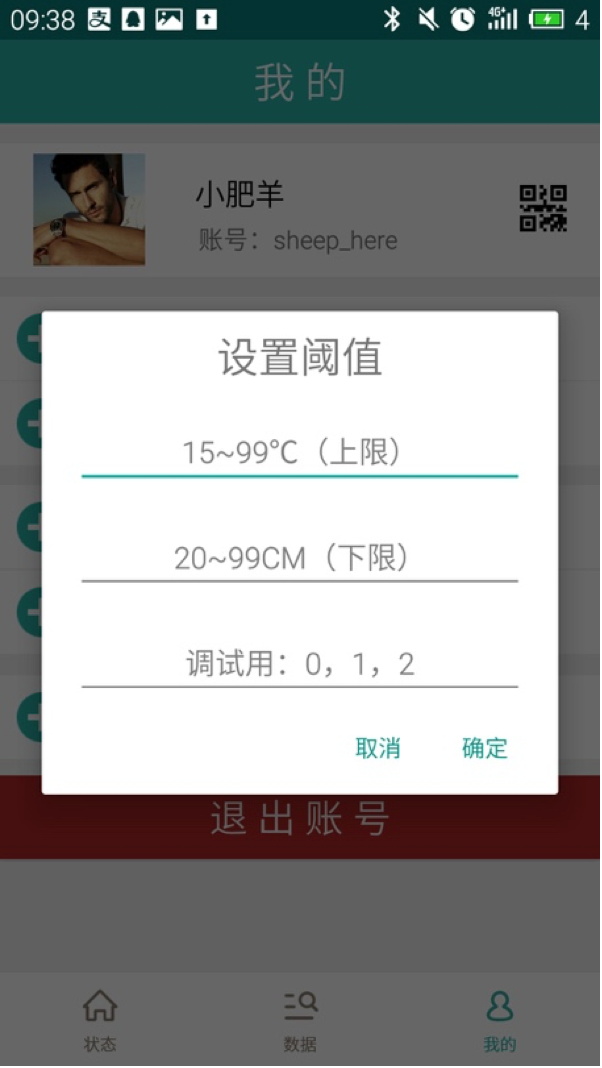 09:38 支 4G+ 4
我的
小肥羊
账号：sheep_here
设置阈值
15~99℃（上限）
20~99CM（下限）
调试用：0，1，2
取消 确定
退出账号
状态 数据 我的